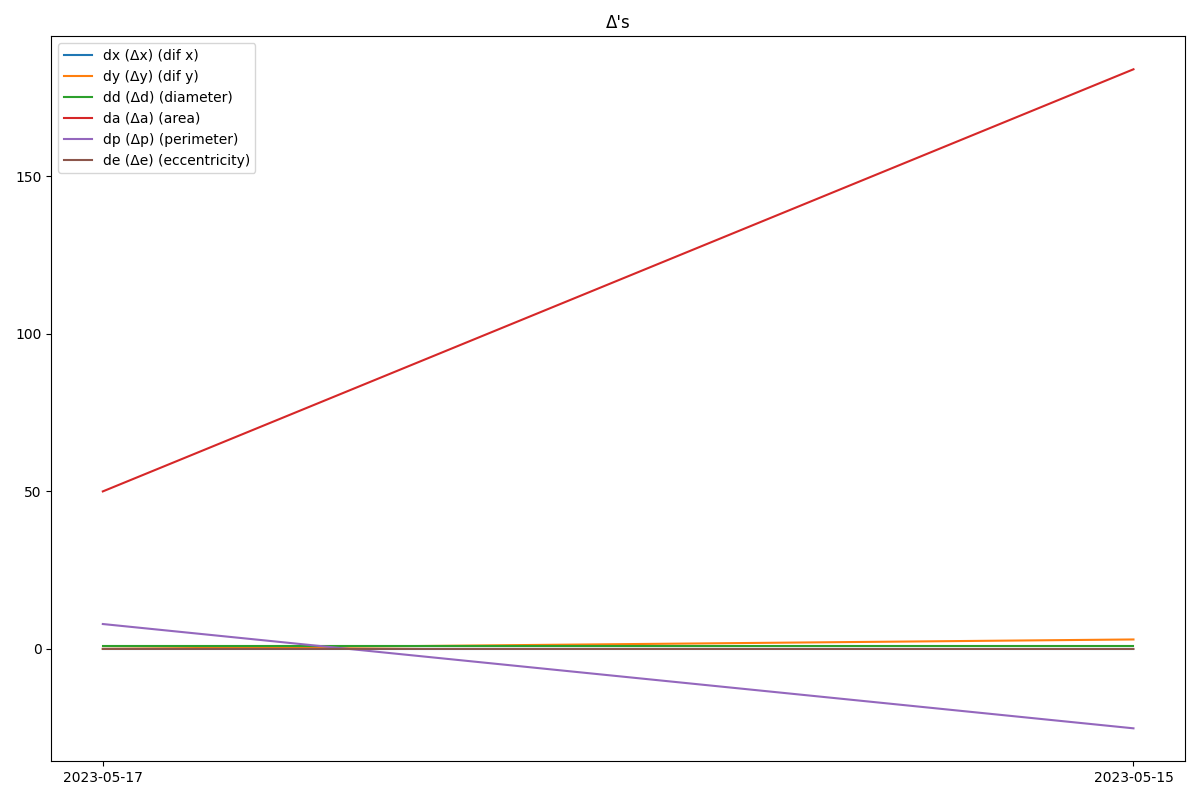 Δ's
dx (Δx) (dif x)
dy (Δy) (dif y)
dd (Δd) (diameter)
da (Δa) (area)
dp (Δp) (perimeter)
de (Δe) (eccentricity)
150
100
50
0
2023-05-17
2023-05-15